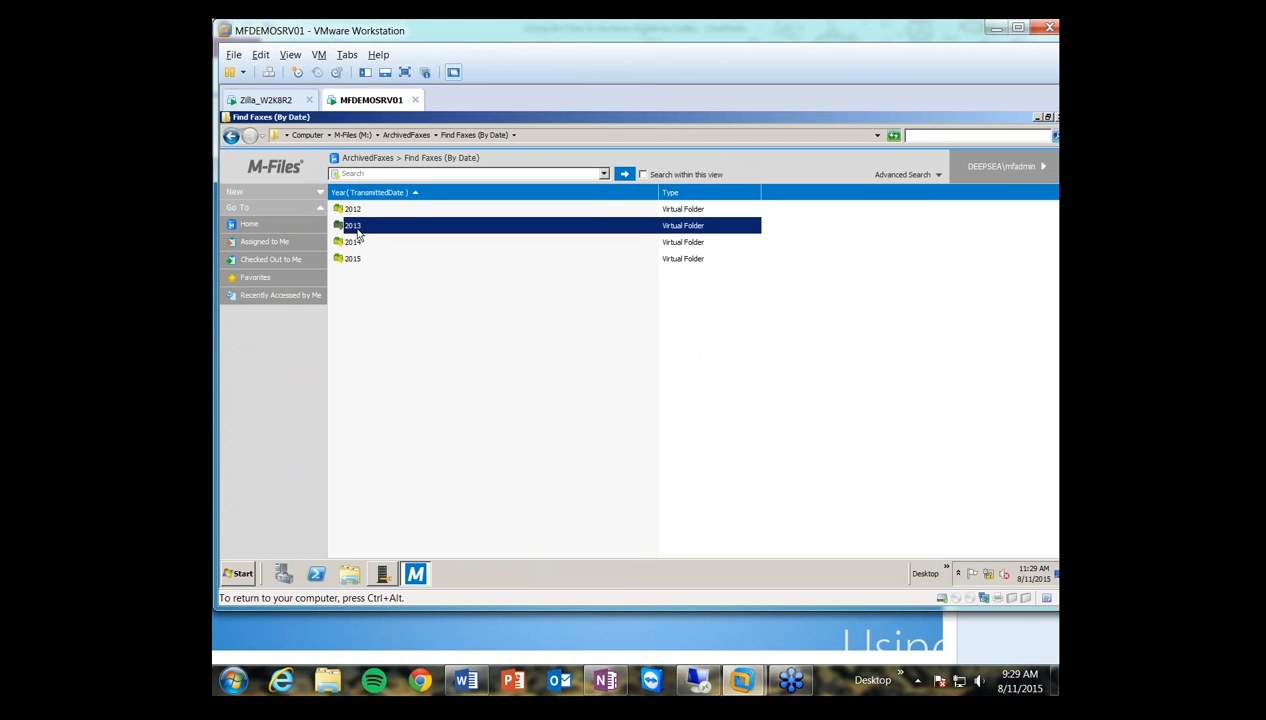 MFDEMOSRV01 - VMware Workstation
File Edit View VM Tabs Help
Zilla_W2K8R2 MFDEMOSRV01
Find Faxes (By Date)
Computer M-Files (M:) ArchivedFaxes Find Faxes (By Date)
M-Files ArchivedFaxes > Find Faxes (By Date) DEEPSEA\mfadmin
Search Search within this view Advanced Search
New Year( TransmittedDate ) Type
Go To 2012 Virtual Folder
Home 2013 Virtual Folder
Assigned to Me 2014 Virtual Folder
Checked Out to Me 2015 Virtual Folder
Favorites
Recently Accessed by Me
Start Desktop 11:29 AM
8/11/2015
To return to your computer, press Ctrl+Alt.
Using
Desktop 9:29 AM
8/11/2015